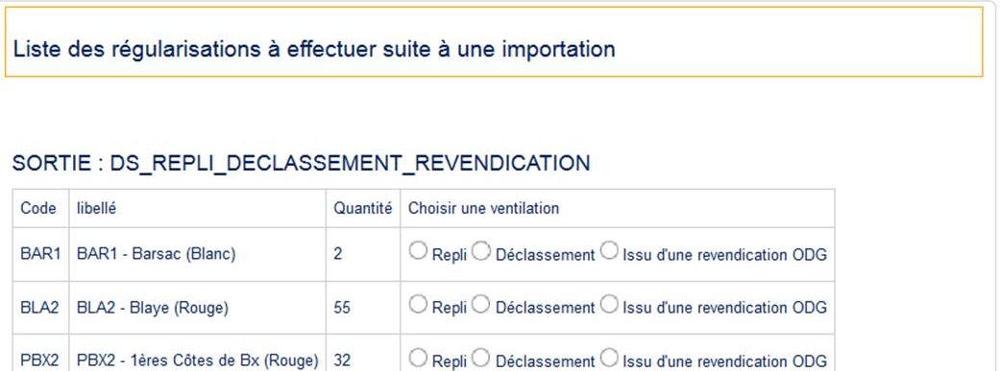 Liste des régularisations à effectuer suite à une importation
SORTIE : DS_REPLI_DECLASSEMENT_REVENDICATION
Code libellé Quantité Choisir une ventilation
BAR1 BAR1 - Barsac (Blanc) 2 Repli Déclassement Issu d'une revendication ODG
BLA2 BLA2 - Blaye (Rouge) 55 Repli Déclassement Issu d'une revendication ODG
PBX2 PBX2 - 1ères Côtes de Bx (Rouge) 32 Repli Déclassement Issu d'une revendication ODG